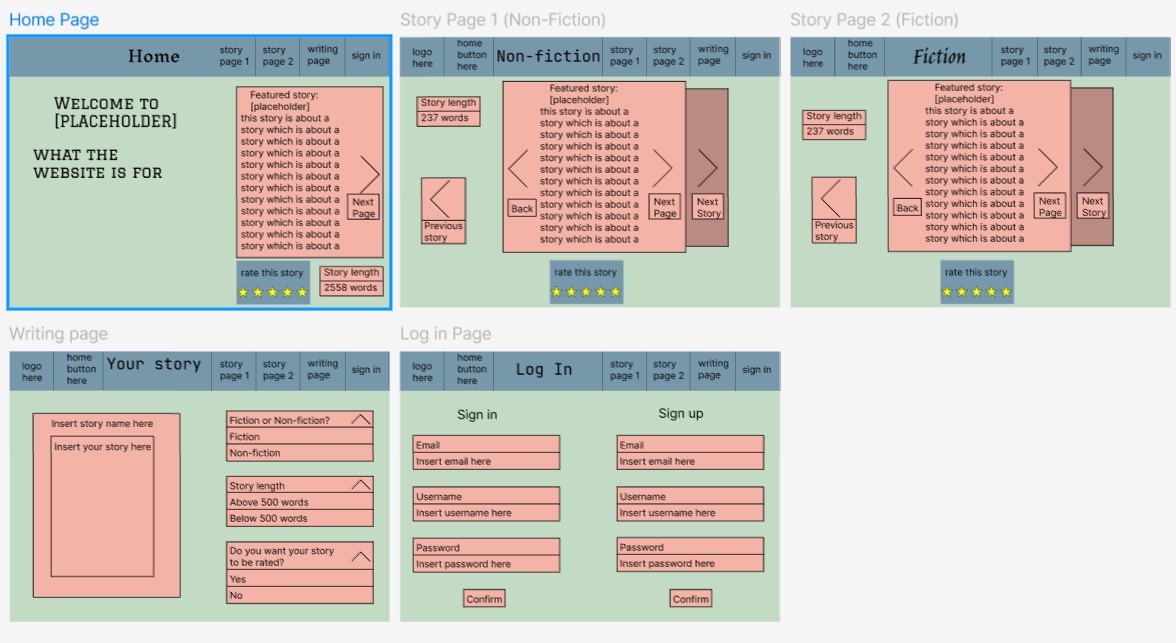 Home Page
Home
story page 1
story page 2
writing page
sign in
Welcome to
[placeholder]
what the
website is for
Featured story:
[placeholder]
this story is about a
story which is about a
story which is about a
story which is about a
story which is about a
story which is about a
story which is about a
story which is about a
story which is about a
story which is about a
story which is about a
story which is about a
Next
Page
rate this story
Story length
2558 words
Story Page 1 (Non-Fiction)
logo
here
home
button
here
Non-fiction
story
page 1
story
page 2
writing
page
sign in
Story length
237 words
Previous
story
Featured story:
[placeholder]
this story is about a
story which is about a
story which is about a
story which is about a
story which is about a
story which is about a
story which is about a
story which is about a
story which is about a
story which is about a
story which is about a
story which is about a
Back
Next
Page
Next
Story
rate this story
Story Page 2 (Fiction)
logo
here
home
button
here
Fiction
story
page 1
story
page 2
writing
page
sign in
Story length
237 words
Previous
story
Featured story:
[placeholder]
this story is about a
story which is about a
story which is about a
story which is about a
story which is about a
story which is about a
story which is about a
story which is about a
story which is about a
story which is about a
story which is about a
story which is about a
Back
Next
Page
Next
Story
rate this story
Writing page
logo
here
home
button
here
Your story
story
page 1
story
page 2
writing
page
sign in
Insert story name here
Insert your story here
Fiction or Non-fiction?
Fiction
Non-fiction
Story length
Above 500 words
Below 500 words
Do you want your story
to be rated?
Yes
No
Log in Page
logo
here
home
button
here
Log In
story
page 1
story
page 2
writing
page
sign in
Sign in
Email
Insert email here
Username
Insert username here
Password
Insert password here
Confirm
Sign up
Email
Insert email here
Username
Insert username here
Password
Insert password here
Confirm